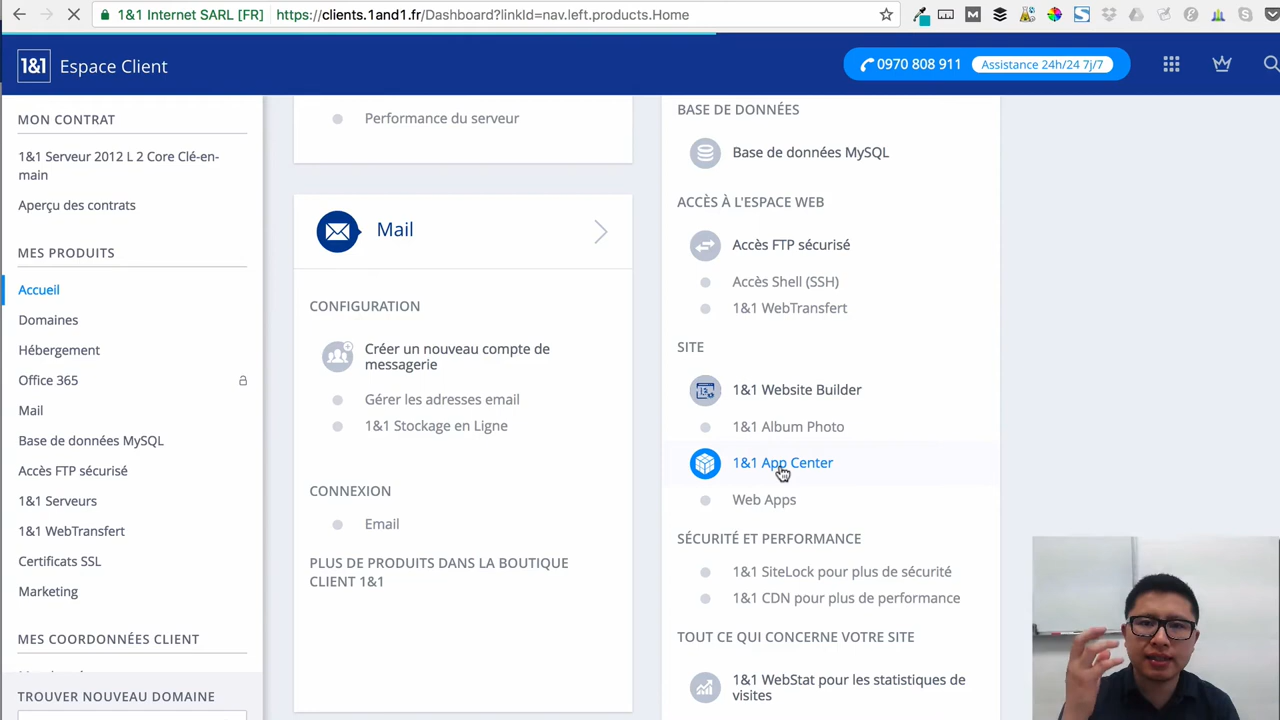 1&1 Internet SARL [FR]
https://clients.1and1.fr/Dashboard?linkId=nav.left.products.Home
1&1 Espace Client
0970 808 911
Assistance 24h/24 7j/7
MON CONTRAT
1&1 Serveur 2012 L 2 Core Clé-en-
main
Aperçu des contrats
MES PRODUITS
Accueil
Domaines
Hébergement
Office 365
Mail
Base de données MySQL
Accès FTP sécurisé
1&1 Serveurs
1&1 WebTransfert
Certificats SSL
Marketing
MES COORDONNÉES CLIENT
TROUVER NOUVEAU DOMAINE
Performance du serveur
Mail
CONFIGURATION
Créer un nouveau compte de
messagerie
Gérer les adresses email
1&1 Stockage en Ligne
CONNEXION
Email
PLUS DE PRODUITS DANS LA BOUTIQUE
CLIENT 1&1
BASE DE DONNÉES
Base de données MySQL
ACCÈS À L'ESPACE WEB
Accès FTP sécurisé
Accès Shell (SSH)
1&1 WebTransfert
SITE
1&1 Website Builder
1&1 Album Photo
1&1 App Center
Web Apps
SÉCURITÉ ET PERFORMANCE
1&1 SiteLock pour plus de sécurité
1&1 CDN pour plus de performance
TOUT CE QUI CONCERNE VOTRE SITE
1&1 WebStat pour les statistiques de
visites